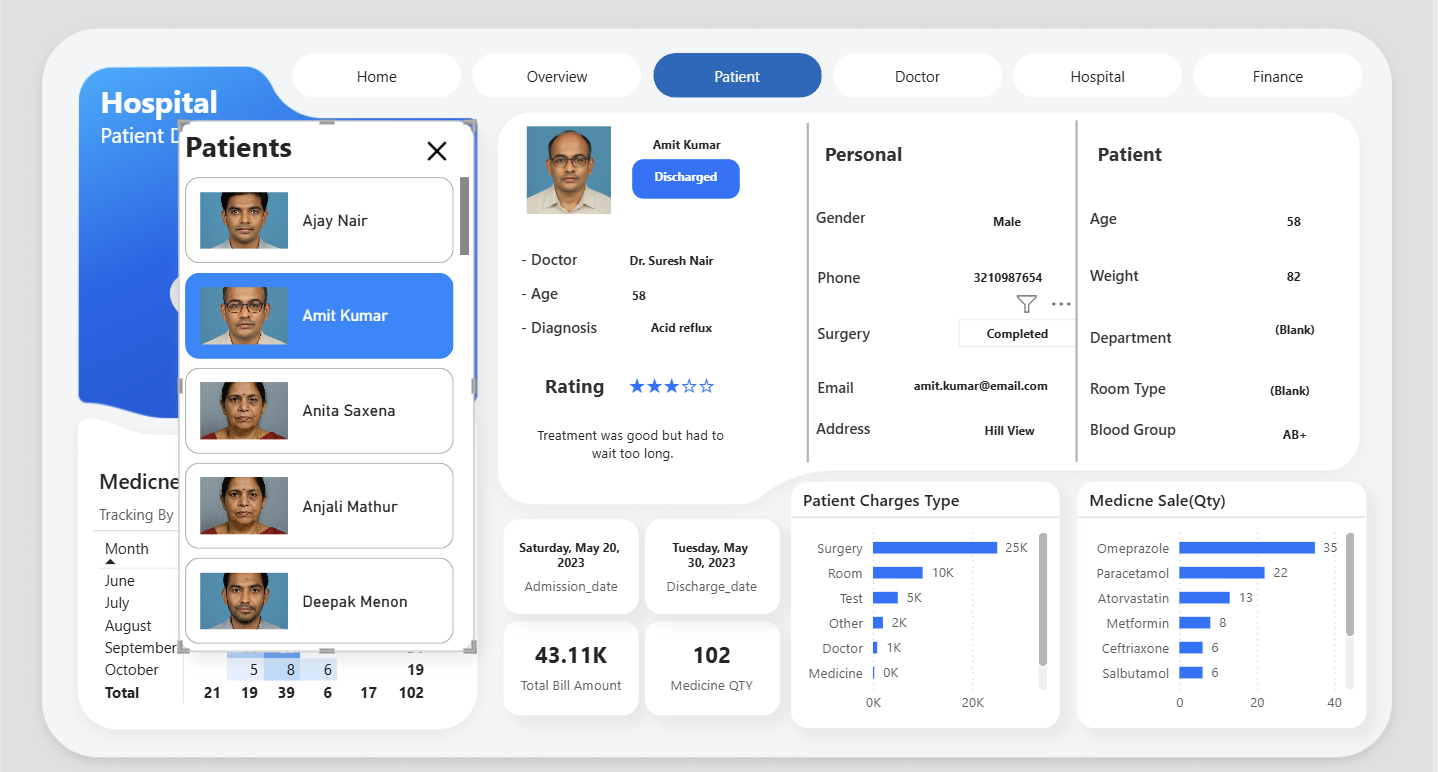 Home
Overview
Patient
Doctor
Hospital
Finance
Hospital
Patient
Patients
Ajay Nair
Amit Kumar
Anita Saxena
Anjali Mathur
Deepak Menon
Medicne
Tracking By
Month
June
July
August
September
October 5 8 6 19
Total 21 19 39 6 17 102
Amit Kumar
Discharged
- Doctor Dr. Suresh Nair
- Age 58
- Diagnosis Acid reflux
Rating ★★★☆☆
Treatment was good but had to
wait too long.
Personal
Gender Male
Phone 3210987654
Surgery Completed
Email amit.kumar@email.com
Address Hill View
Patient
Age 58
Weight 82
Department (Blank)
Room Type (Blank)
Blood Group AB+
Saturday, May 20,
2023
Admission_date
Tuesday, May
30, 2023
Discharge_date
43.11K
Total Bill Amount
102
Medicine QTY
Patient Charges Type
Surgery 25K
Room 10K
Test 5K
Other 2K
Doctor 1K
Medicine 0K
0K 20K
Medicne Sale(Qty)
Omeprazole 35
Paracetamol 22
Atorvastatin 13
Metformin 8
Ceftriaxone 6
Salbutamol 6
0 20 40